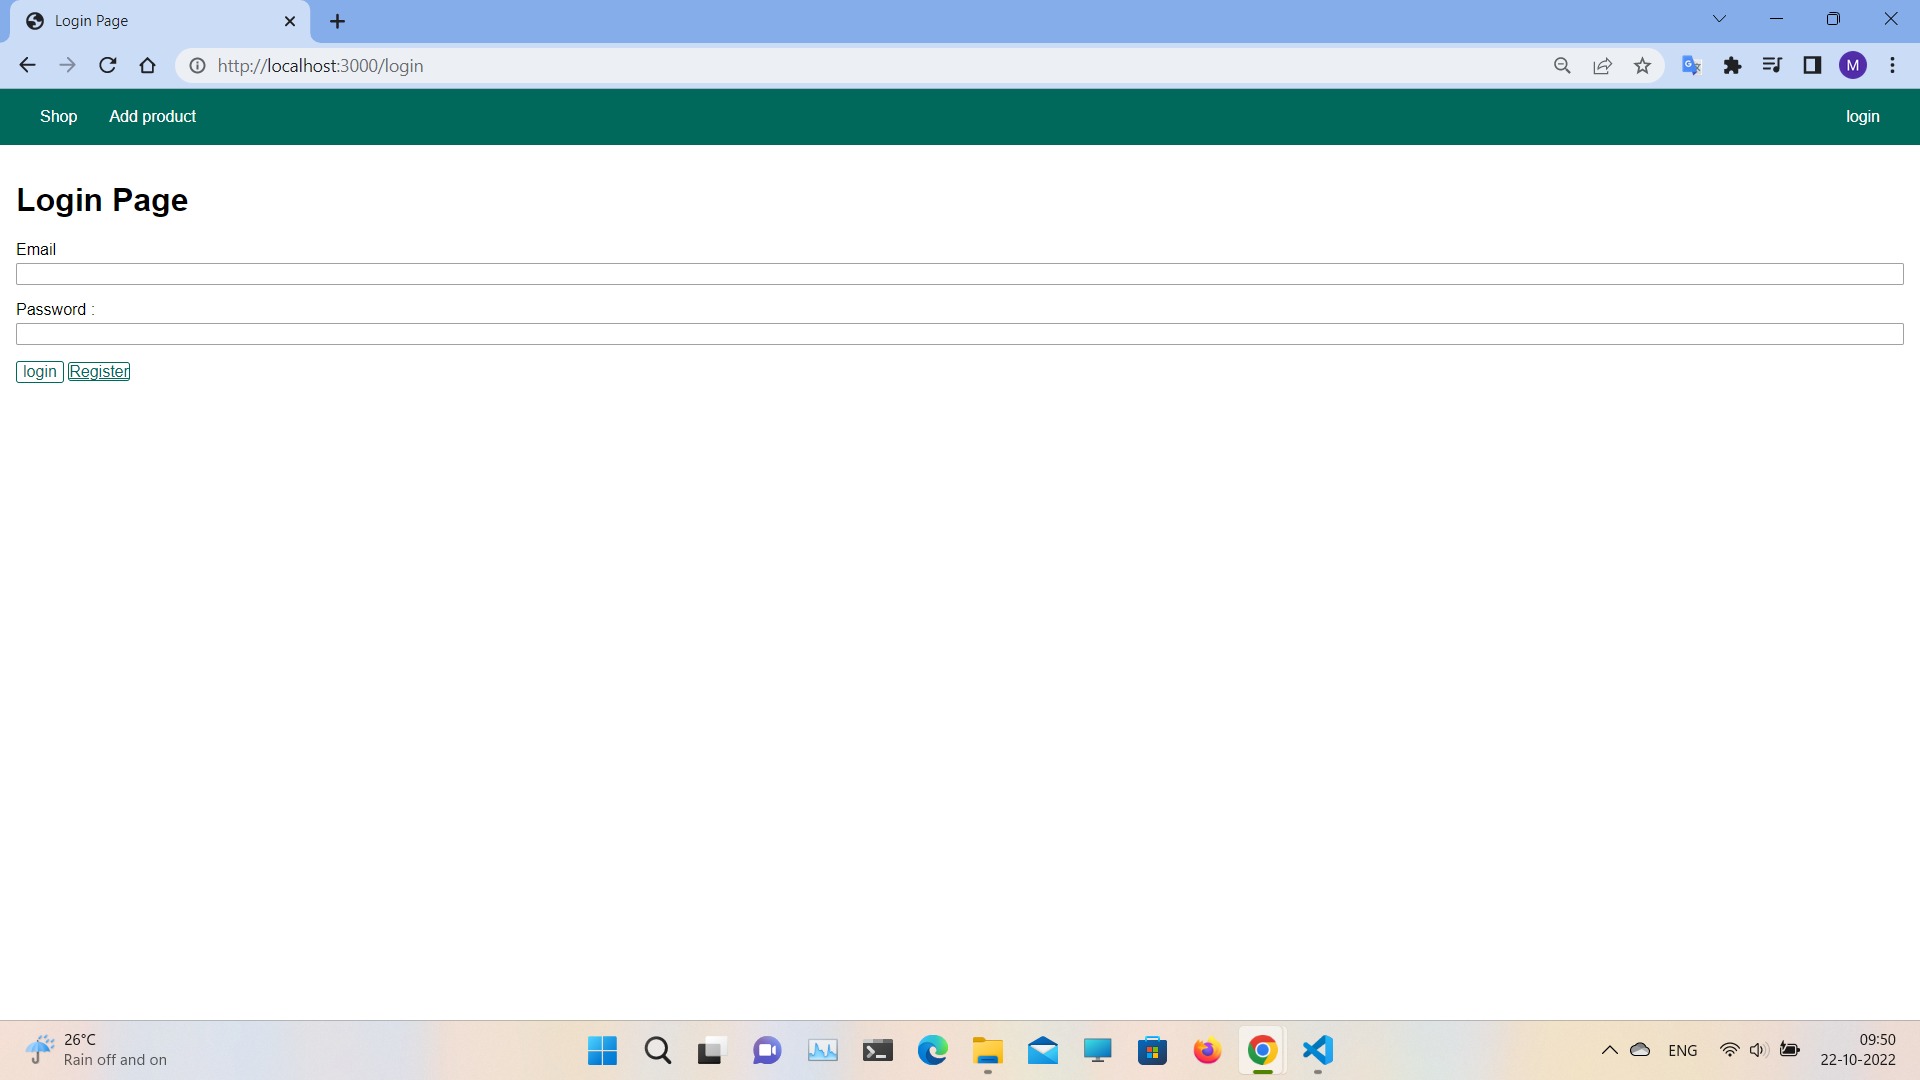 Login Page
http://localhost:3000/login
M
Shop Add product login
Login Page
Email
Password :
login Register
26°C
Rain off and on
ENG
09:50
22-10-2022